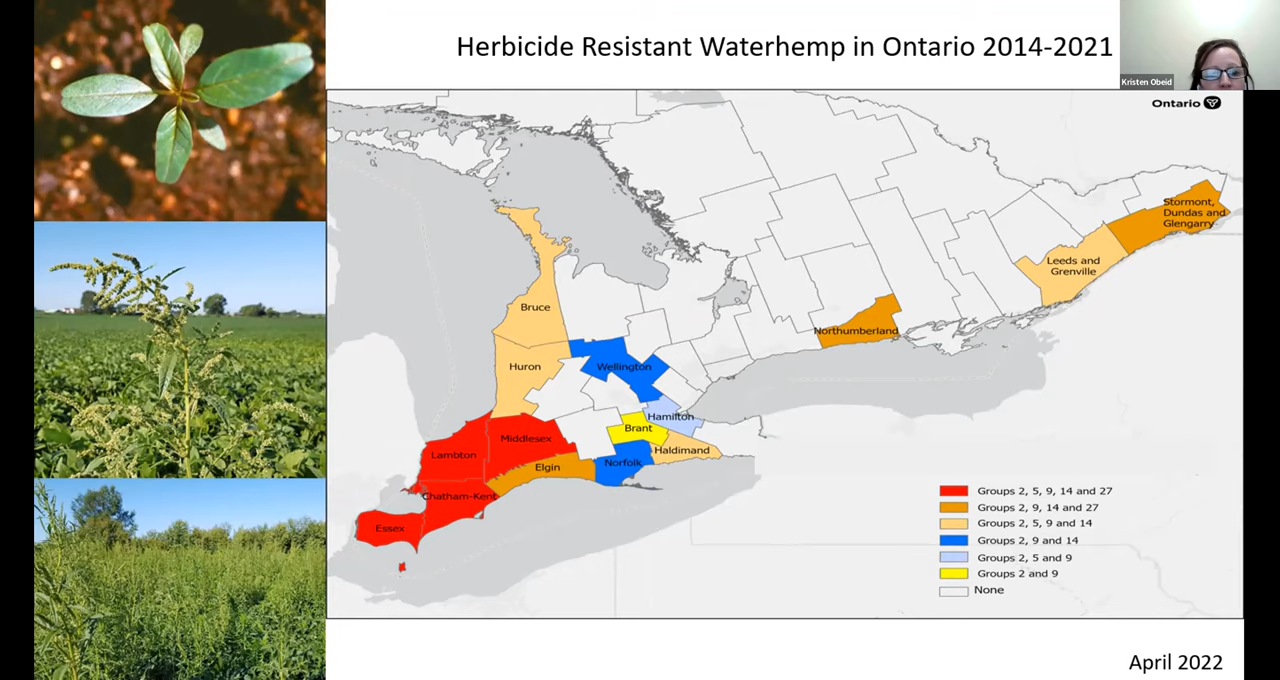 Herbicide Resistant Waterhemp in Ontario 2014-2021
Kristen Obeid
Ontario
Stormont,
Dundas and
Glengarry
Leeds and
Grenville
Bruce
Northumberland
Huron
Wellington
Hamilton
Brant
Middlesex
Haldimand
Lambton
Norfolk
Elgin
Chatham-Kent
Essex
Groups 2, 5, 9, 14 and 27
Groups 2, 9, 14 and 27
Groups 2, 5, 9 and 14
Groups 2, 9 and 14
Groups 2, 5 and 9
Groups 2 and 9
None
April 2022